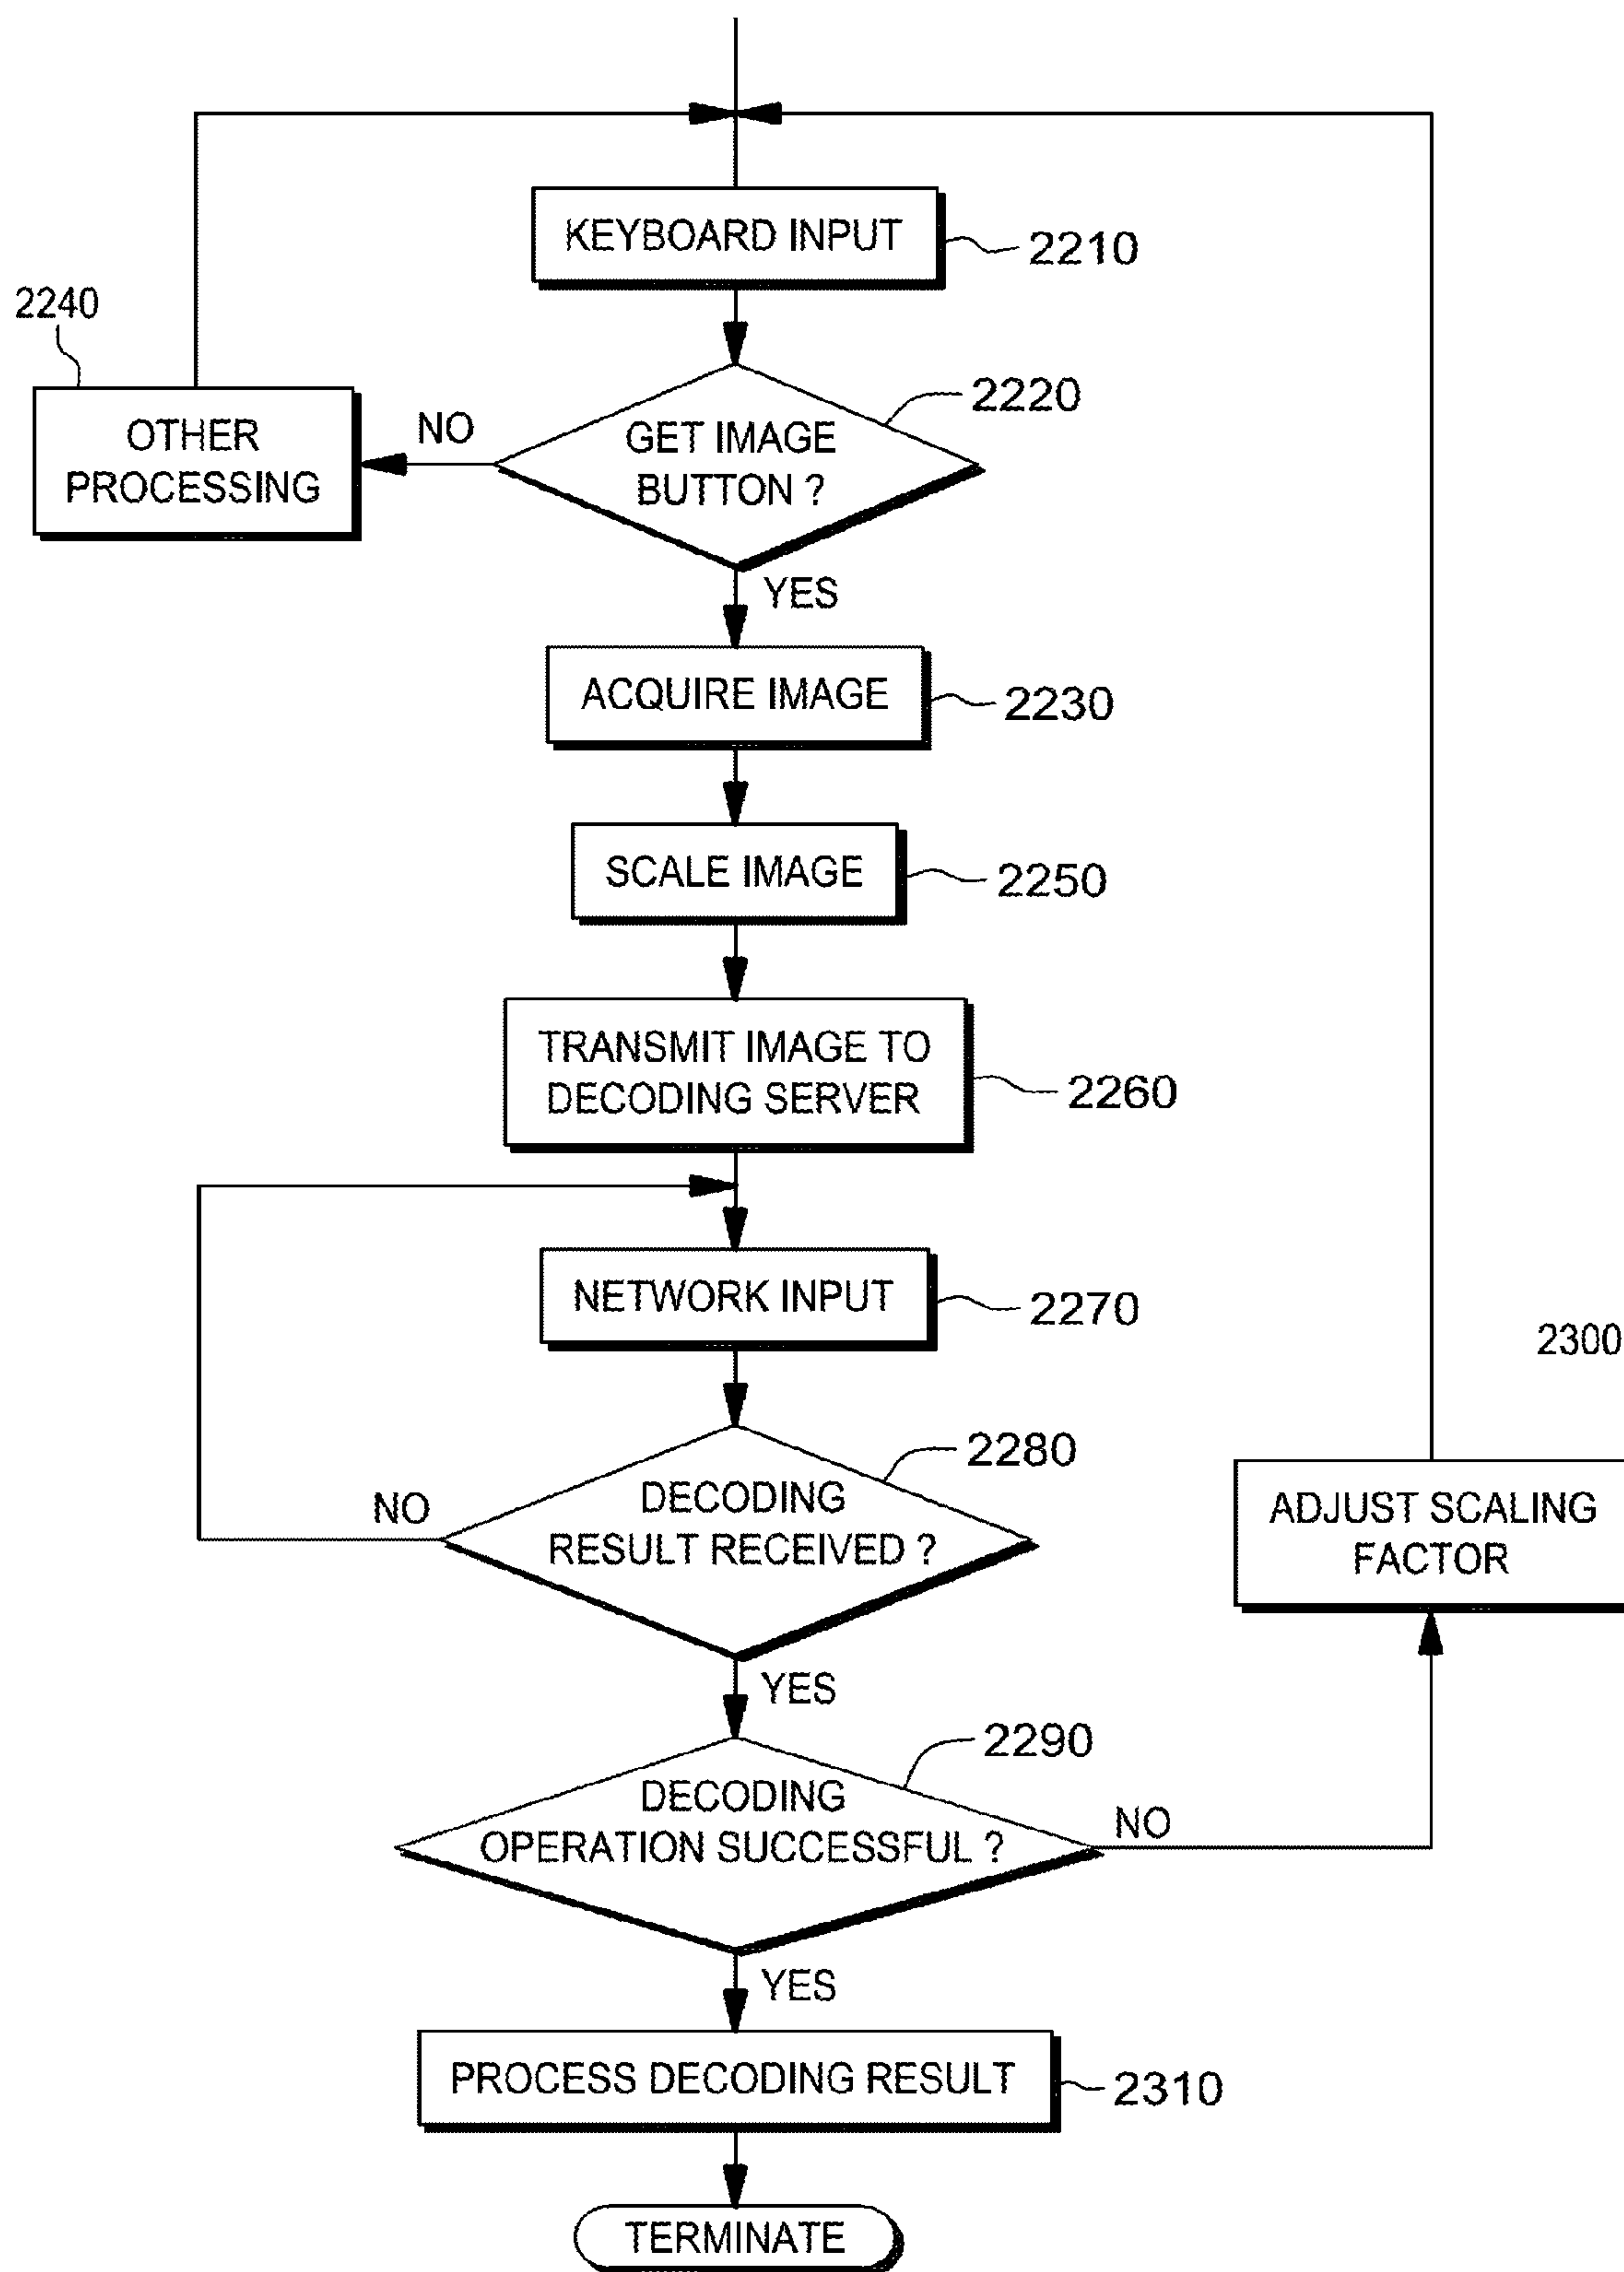 KEYBOARD INPUT
2210
2240
OTHER
PROCESSING
NO
GET IMAGE
BUTTON ?
2220
YES
ACQUIRE IMAGE
2230
SCALE IMAGE
2250
TRANSMIT IMAGE TO
DECODING SERVER
2260
NETWORK INPUT
2270
2300
2280
NO
DECODING
RESULT RECEIVED ?
ADJUST SCALING
FACTOR
YES
2290
DECODING
OPERATION SUCCESSFUL ?
NO
YES
PROCESS DECODING RESULT
2310
TERMINATE